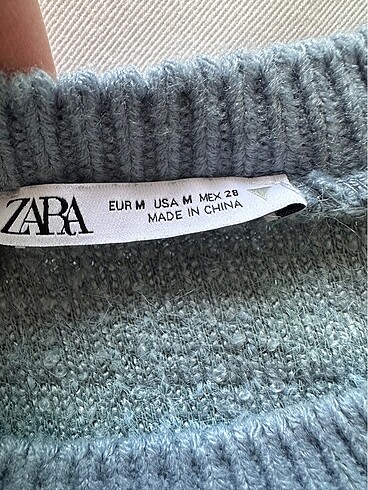 ZARA
EUR M USA M MEX 28
MADE IN CHINA